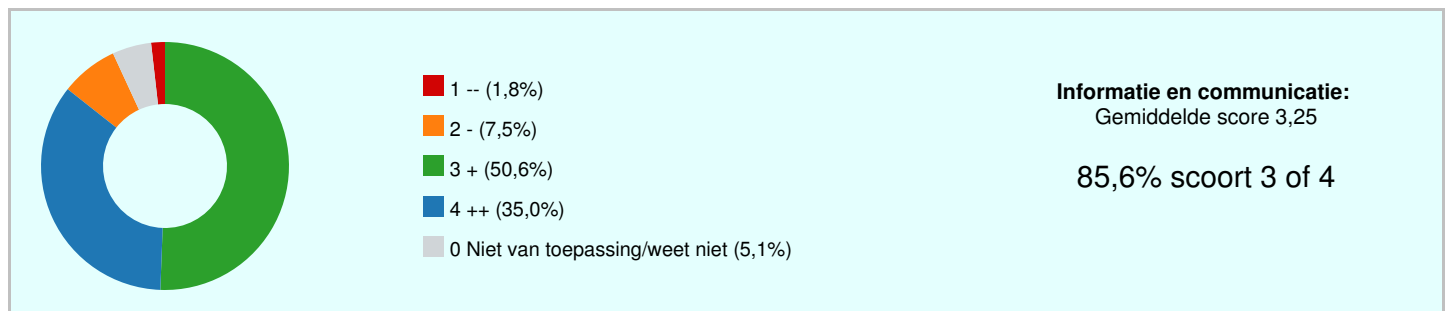 1 -- (1,8%)
2 - (7,5%)
3 + (50,6%)
4 ++ (35,0%)
0 Niet van toepassing/weet niet (5,1%)
Informatie en communicatie:
Gemiddelde score 3,25
85,6% scoort 3 of 4